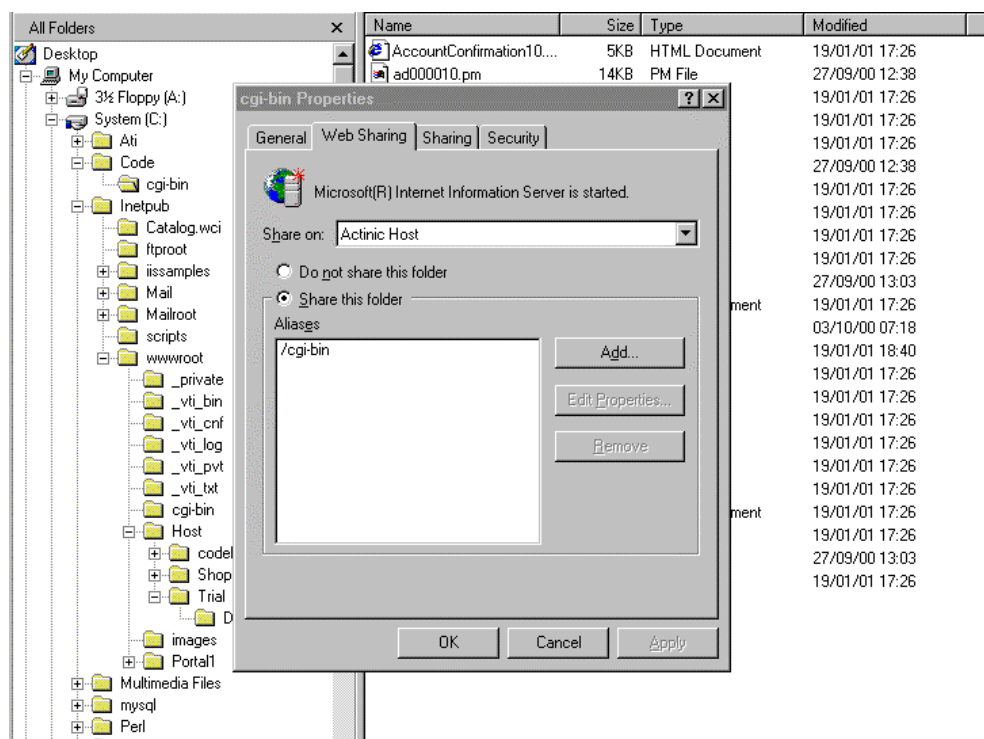 All Folders
Desktop
My Computer
3½ Floppy (A:)
System (C:)
Ati
Code
cgi-bin
Inetpub
Catalog.wci
ftproot
iissamples
Mail
Mailroot
scripts
wwwroot
_private
_vti_bin
_vti_cnf
_vti_log
_vti_pvt
_vti_txt
cgi-bin
Host
codel
Shop
Trial
D
images
Portal1
Multimedia Files
mysql
Perl
Name Size Type Modified
AccountConfirmation10.... 5KB HTML Document 19/01/01 17:26
ad000010.pm 14KB PM File 27/09/00 12:38
19/01/01 17:26
19/01/01 17:26
19/01/01 17:26
27/09/00 12:38
19/01/01 17:26
19/01/01 17:26
19/01/01 17:26
19/01/01 17:26
27/09/00 13:03
ment 19/01/01 17:26
03/10/00 07:18
19/01/01 18:40
19/01/01 17:26
19/01/01 17:26
19/01/01 17:26
19/01/01 17:26
19/01/01 17:26
19/01/01 17:26
ment 19/01/01 17:26
19/01/01 17:26
27/09/00 13:03
19/01/01 17:26
cgi-bin Properties
General Web Sharing Sharing Security
Microsoft(R) Internet Information Server is started.
Share on: Actinic Host
Do not share this folder
Share this folder
Aliases
/cgi-bin
Add...
Edit Properties...
Remove
OK Cancel Apply